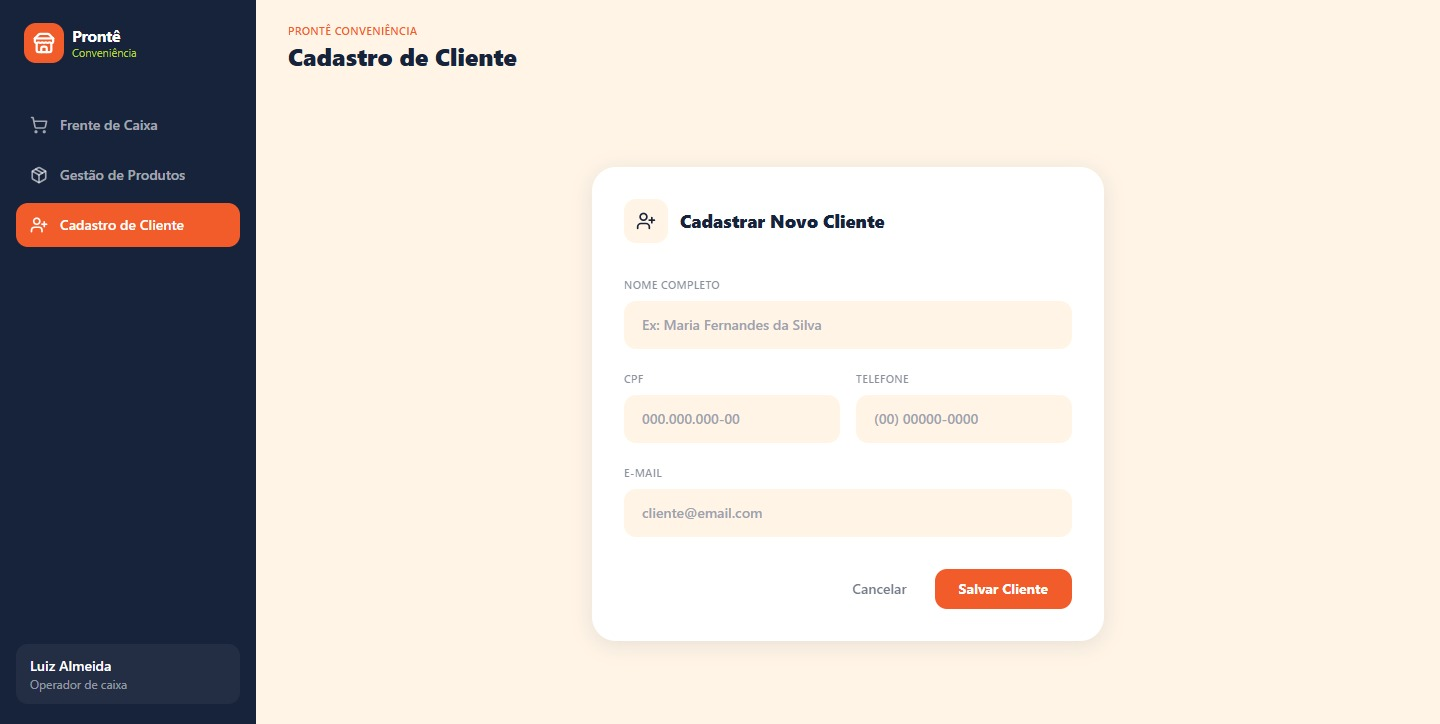 Prontê
Conveniência
Frente de Caixa
Gestão de Produtos
Cadastro de Cliente
Luiz Almeida
Operador de caixa
PRONTÊ CONVENIÊNCIA
Cadastro de Cliente
Cadastrar Novo Cliente
NOME COMPLETO
Ex: Maria Fernandes da Silva
CPF
TELEFONE
000.000.000-00
(00) 00000-0000
E-MAIL
cliente@email.com
Cancelar
Salvar Cliente